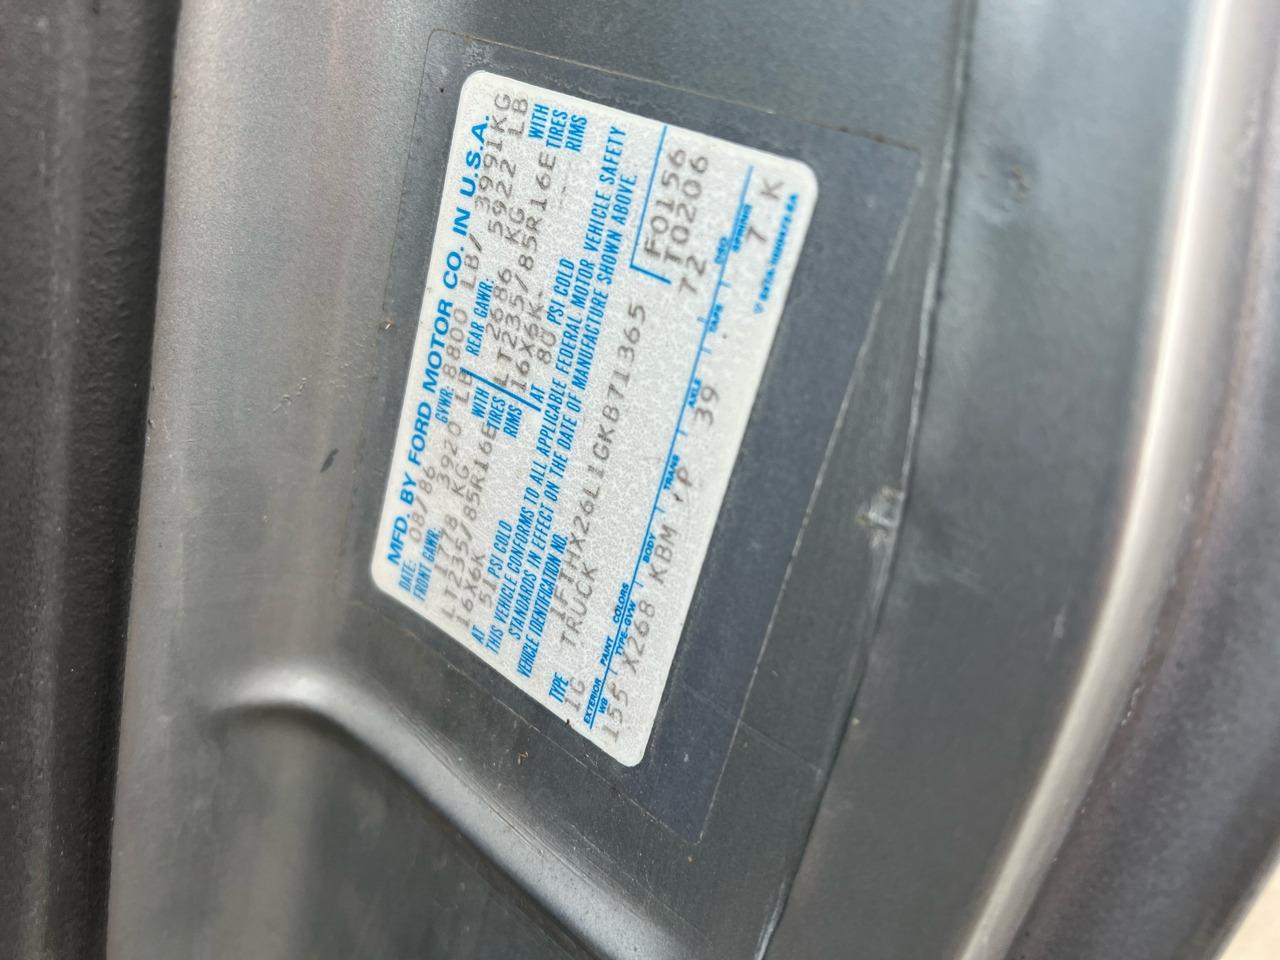 MFD. BY FORD MOTOR CO. IN U.S.A.
DATE: 08/86 GVWR: 8800 LB/ 3991KG
FRONT GAWR: 3920 LB REAR GAWR: 5922 LB
1778 KG WITH 2686 KG WITH
LT235/85R16E TIRES LT235/85R16E TIRES
16X6K RIMS 16X6K RIMS
AT 51 PSI COLD AT 80 PSI COLD
THIS VEHICLE CONFORMS TO ALL APPLICABLE FEDERAL MOTOR VEHICLE SAFETY
STANDARDS IN EFFECT ON THE DATE OF MANUFACTURE SHOWN ABOVE.
VEHICLE IDENTIFICATION NO. 1FTHX26L1GKB71365
TYPE TRUCK F0156
1G T0206
72
EXTERIOR PAINT COLORS
WB TYPE-GVW BODY TRANS AXLE TAPE DSO SPRING
155 X268 KBM P 39 7 K